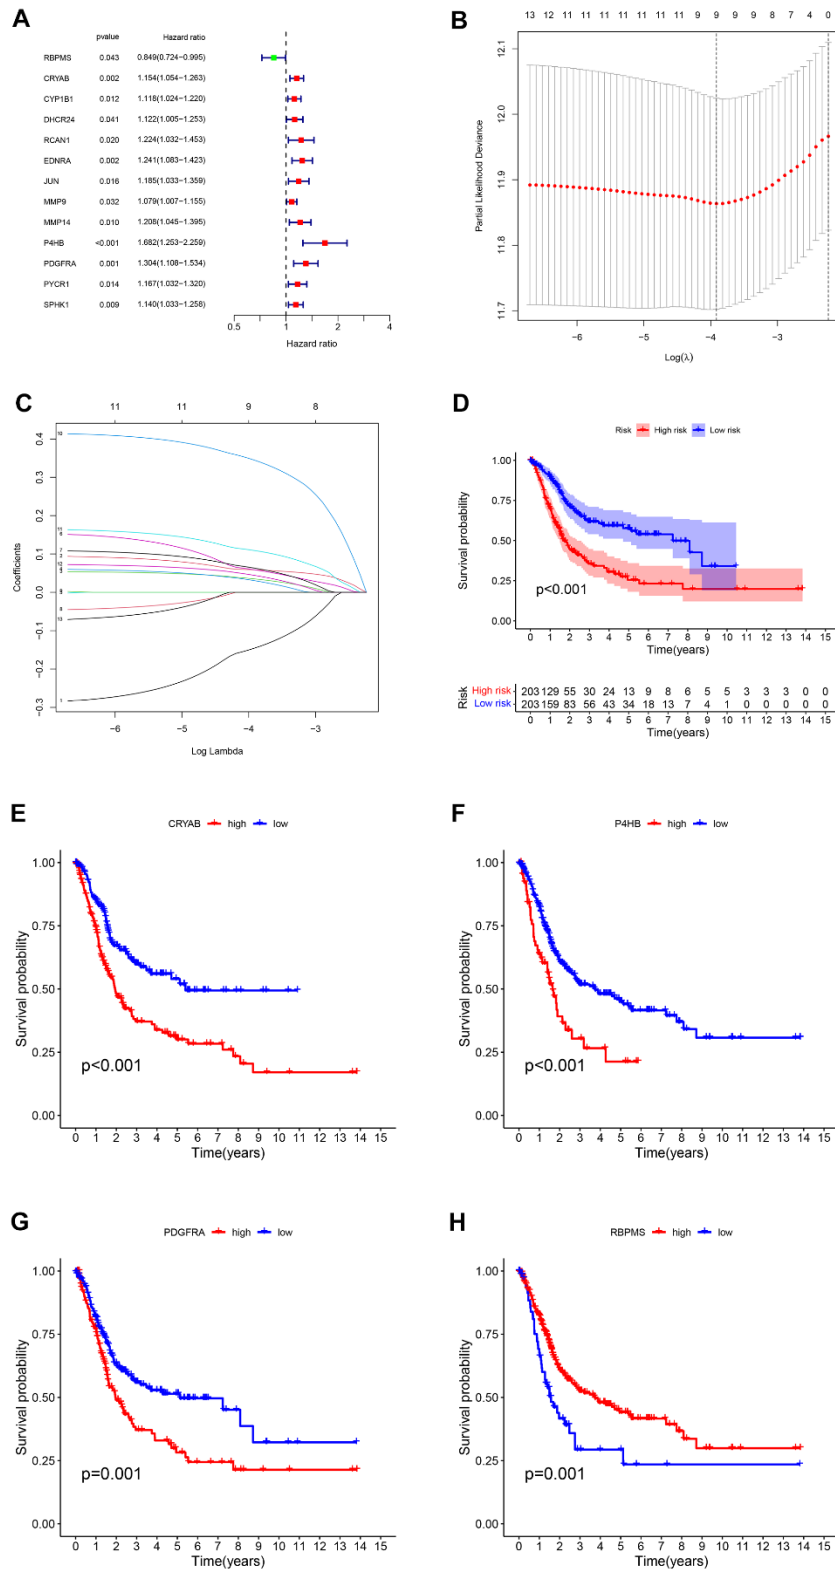 A
pvalue Hazard ratio
RBPMS 0.043 0.849(0.724−0.995)
CRYAB 0.002 1.154(1.054−1.263)
CYP1B1 0.012 1.118(1.024−1.220)
DHCR24 0.041 1.122(1.005−1.253)
RCAN1 0.020 1.224(1.032−1.453)
EDNRA 0.002 1.241(1.083−1.423)
JUN 0.016 1.185(1.033−1.359)
MMP9 0.032 1.079(1.007−1.155)
MMP14 0.010 1.208(1.045−1.395)
P4HB <0.001 1.682(1.253−2.259)
PDGFRA 0.001 1.304(1.108−1.534)
PYCR1 0.014 1.167(1.032−1.320)
SPHK1 0.009 1.140(1.033−1.258)
0.5 1 2 4
Hazard ratio
B
13 12 11 11 11 11 11 11 9 9 9 9 8 7 4 0
12.1
12.0
11.9
11.8
11.7
Partial Likelihood Deviance
−6 −5 −4 −3
Log(λ)
C
11 11 9 8
0.4
0.3
0.2
0.1
0.0
−0.1
−0.2
−0.3
Coefficients
10
11
6
7
2
12
13
1
−6 −5 −4 −3
Log Lambda
D
Risk High risk Low risk
1.00
0.75
0.50
0.25
0.00
Survival probability
p<0.001
0 1 2 3 4 5 6 7 8 9 10 11 12 13 14 15
Time(years)
Risk
High risk 203 129 55 30 24 13 9 8 6 5 5 3 3 3 0 0
Low risk 203 159 83 56 43 34 18 13 7 4 1 0 0 0 0 0
0 1 2 3 4 5 6 7 8 9 10 11 12 13 14 15
Time(years)
E
CRYAB high low
1.00
0.75
0.50
0.25
0.00
Survival probability
p<0.001
0 1 2 3 4 5 6 7 8 9 10 11 12 13 14 15
Time(years)
F
P4HB high low
1.00
0.75
0.50
0.25
0.00
Survival probability
p<0.001
0 1 2 3 4 5 6 7 8 9 10 11 12 13 14 15
Time(years)
G
PDGFRA high low
1.00
0.75
0.50
0.25
0.00
Survival probability
p=0.001
0 1 2 3 4 5 6 7 8 9 10 11 12 13 14 15
Time(years)
H
RBPMS high low
1.00
0.75
0.50
0.25
0.00
Survival probability
p=0.001
0 1 2 3 4 5 6 7 8 9 10 11 12 13 14 15
Time(years)